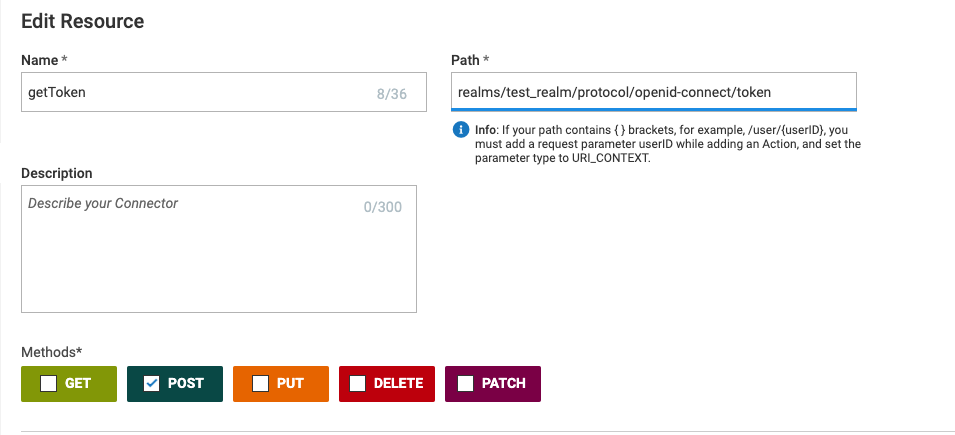 Edit Resource
Name *
Path *
getToken
8/36
realms/test_realm/protocol/openid-connect/token
Info: If your path contains { } brackets, for example, /user/{userID}, you
must add a request parameter userID while adding an Action, and set the
parameter type to URI_CONTEXT.
Description
Describe your Connector
0/300
Methods*
GET
POST
PUT
DELETE
PATCH